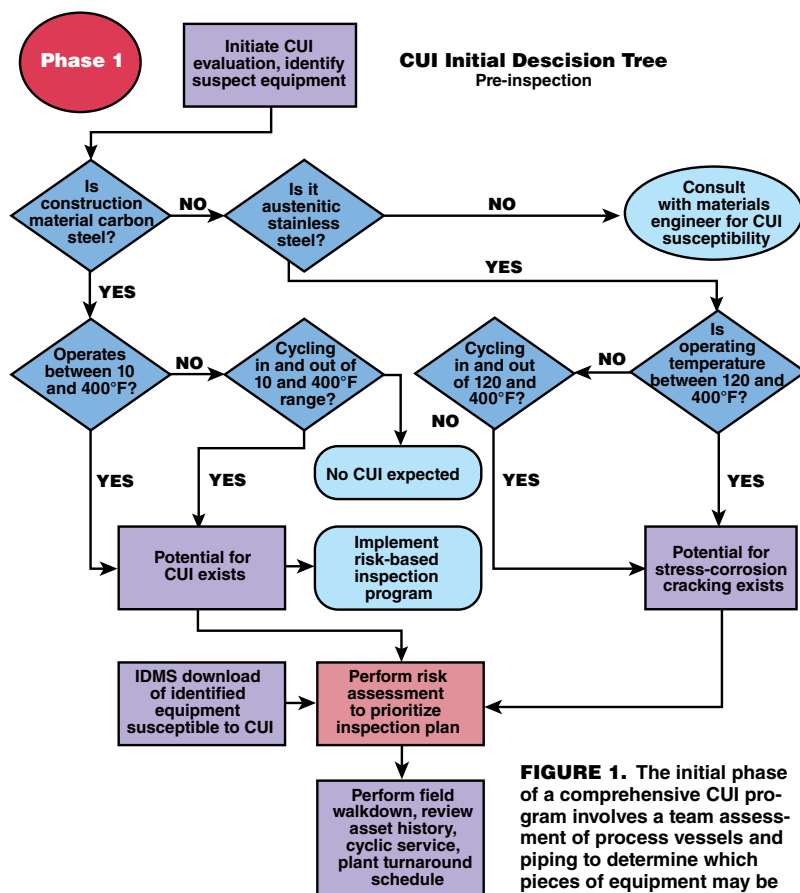 Phase 1
Initiate CUI
evaluation, identify
suspect equipment
CUI Initial Descision Tree
Pre-inspection
Is
construction
material carbon
steel?
NO
Is it
austenitic
stainless
steel?
NO
Consult
with materials
engineer for CUI
susceptibility
YES
YES
Operates
between 10
and 400°F?
NO
Cycling
in and out of
10 and 400°F
range?
NO
Cycling
in and out
of 120 and
400°F?
NO
Is
operating
temperature
between 120 and
400°F?
YES
YES
No CUI expected
YES
YES
Potential for
CUI exists
Implement
risk-based
inspection
program
Potential for
stress-corrosion
cracking exists
IDMS download
of identified
equipment
susceptible to CUI
Perform risk
assessment
to prioritize
inspection plan
Perform field
walkdown, review
asset history,
cyclic service,
plant turnaround
schedule
FIGURE 1. The initial phase
of a comprehensive CUI pro-
gram involves a team assess-
ment of process vessels and
piping to determine which
pieces of equipment may be